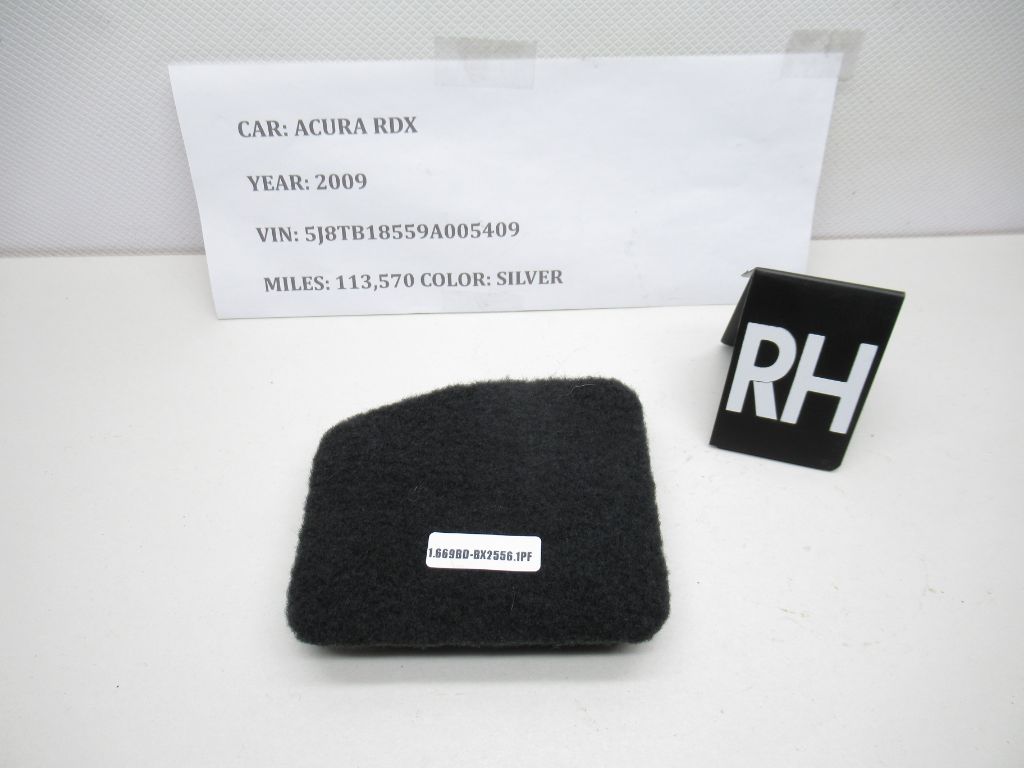 CAR: ACURA RDX
YEAR: 2009
VIN: 5J8TB18559A005409
MILES: 113,570 COLOR: SILVER
RH
1.669BD-BX2556.1PF